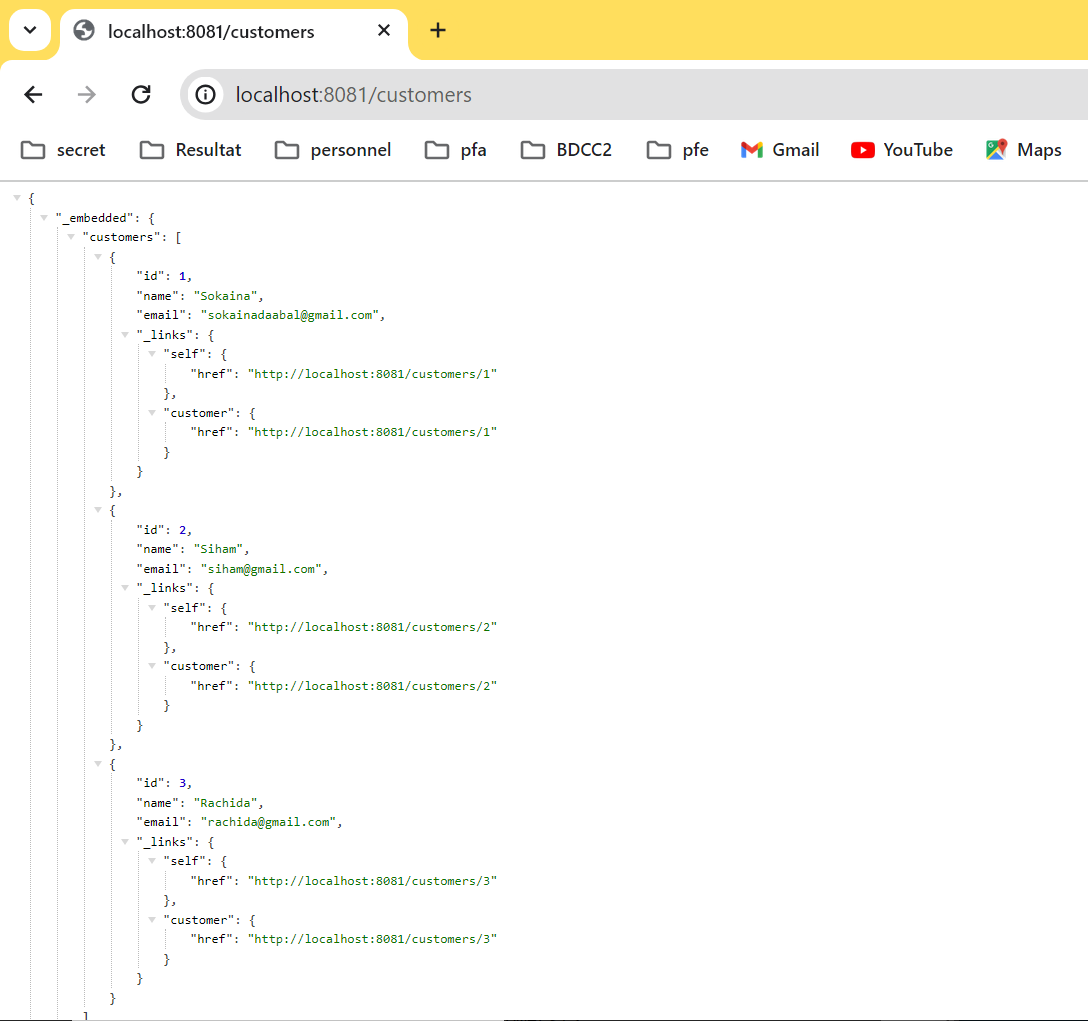 localhost:8081/customers
localhost:8081/customers
secret Resultat personnel pfa BDCC2 pfe Gmail YouTube Maps
{
"_embedded": {
"customers": [
{
"id": 1,
"name": "Sokaina",
"email": "sokainadaabal@gmail.com",
"_links": {
"self": {
"href": "http://localhost:8081/customers/1"
},
"customer": {
"href": "http://localhost:8081/customers/1"
}
}
},
{
"id": 2,
"name": "Siham",
"email": "siham@gmail.com",
"_links": {
"self": {
"href": "http://localhost:8081/customers/2"
},
"customer": {
"href": "http://localhost:8081/customers/2"
}
}
},
{
"id": 3,
"name": "Rachida",
"email": "rachida@gmail.com",
"_links": {
"self": {
"href": "http://localhost:8081/customers/3"
},
"customer": {
"href": "http://localhost:8081/customers/3"
}
}
}
]